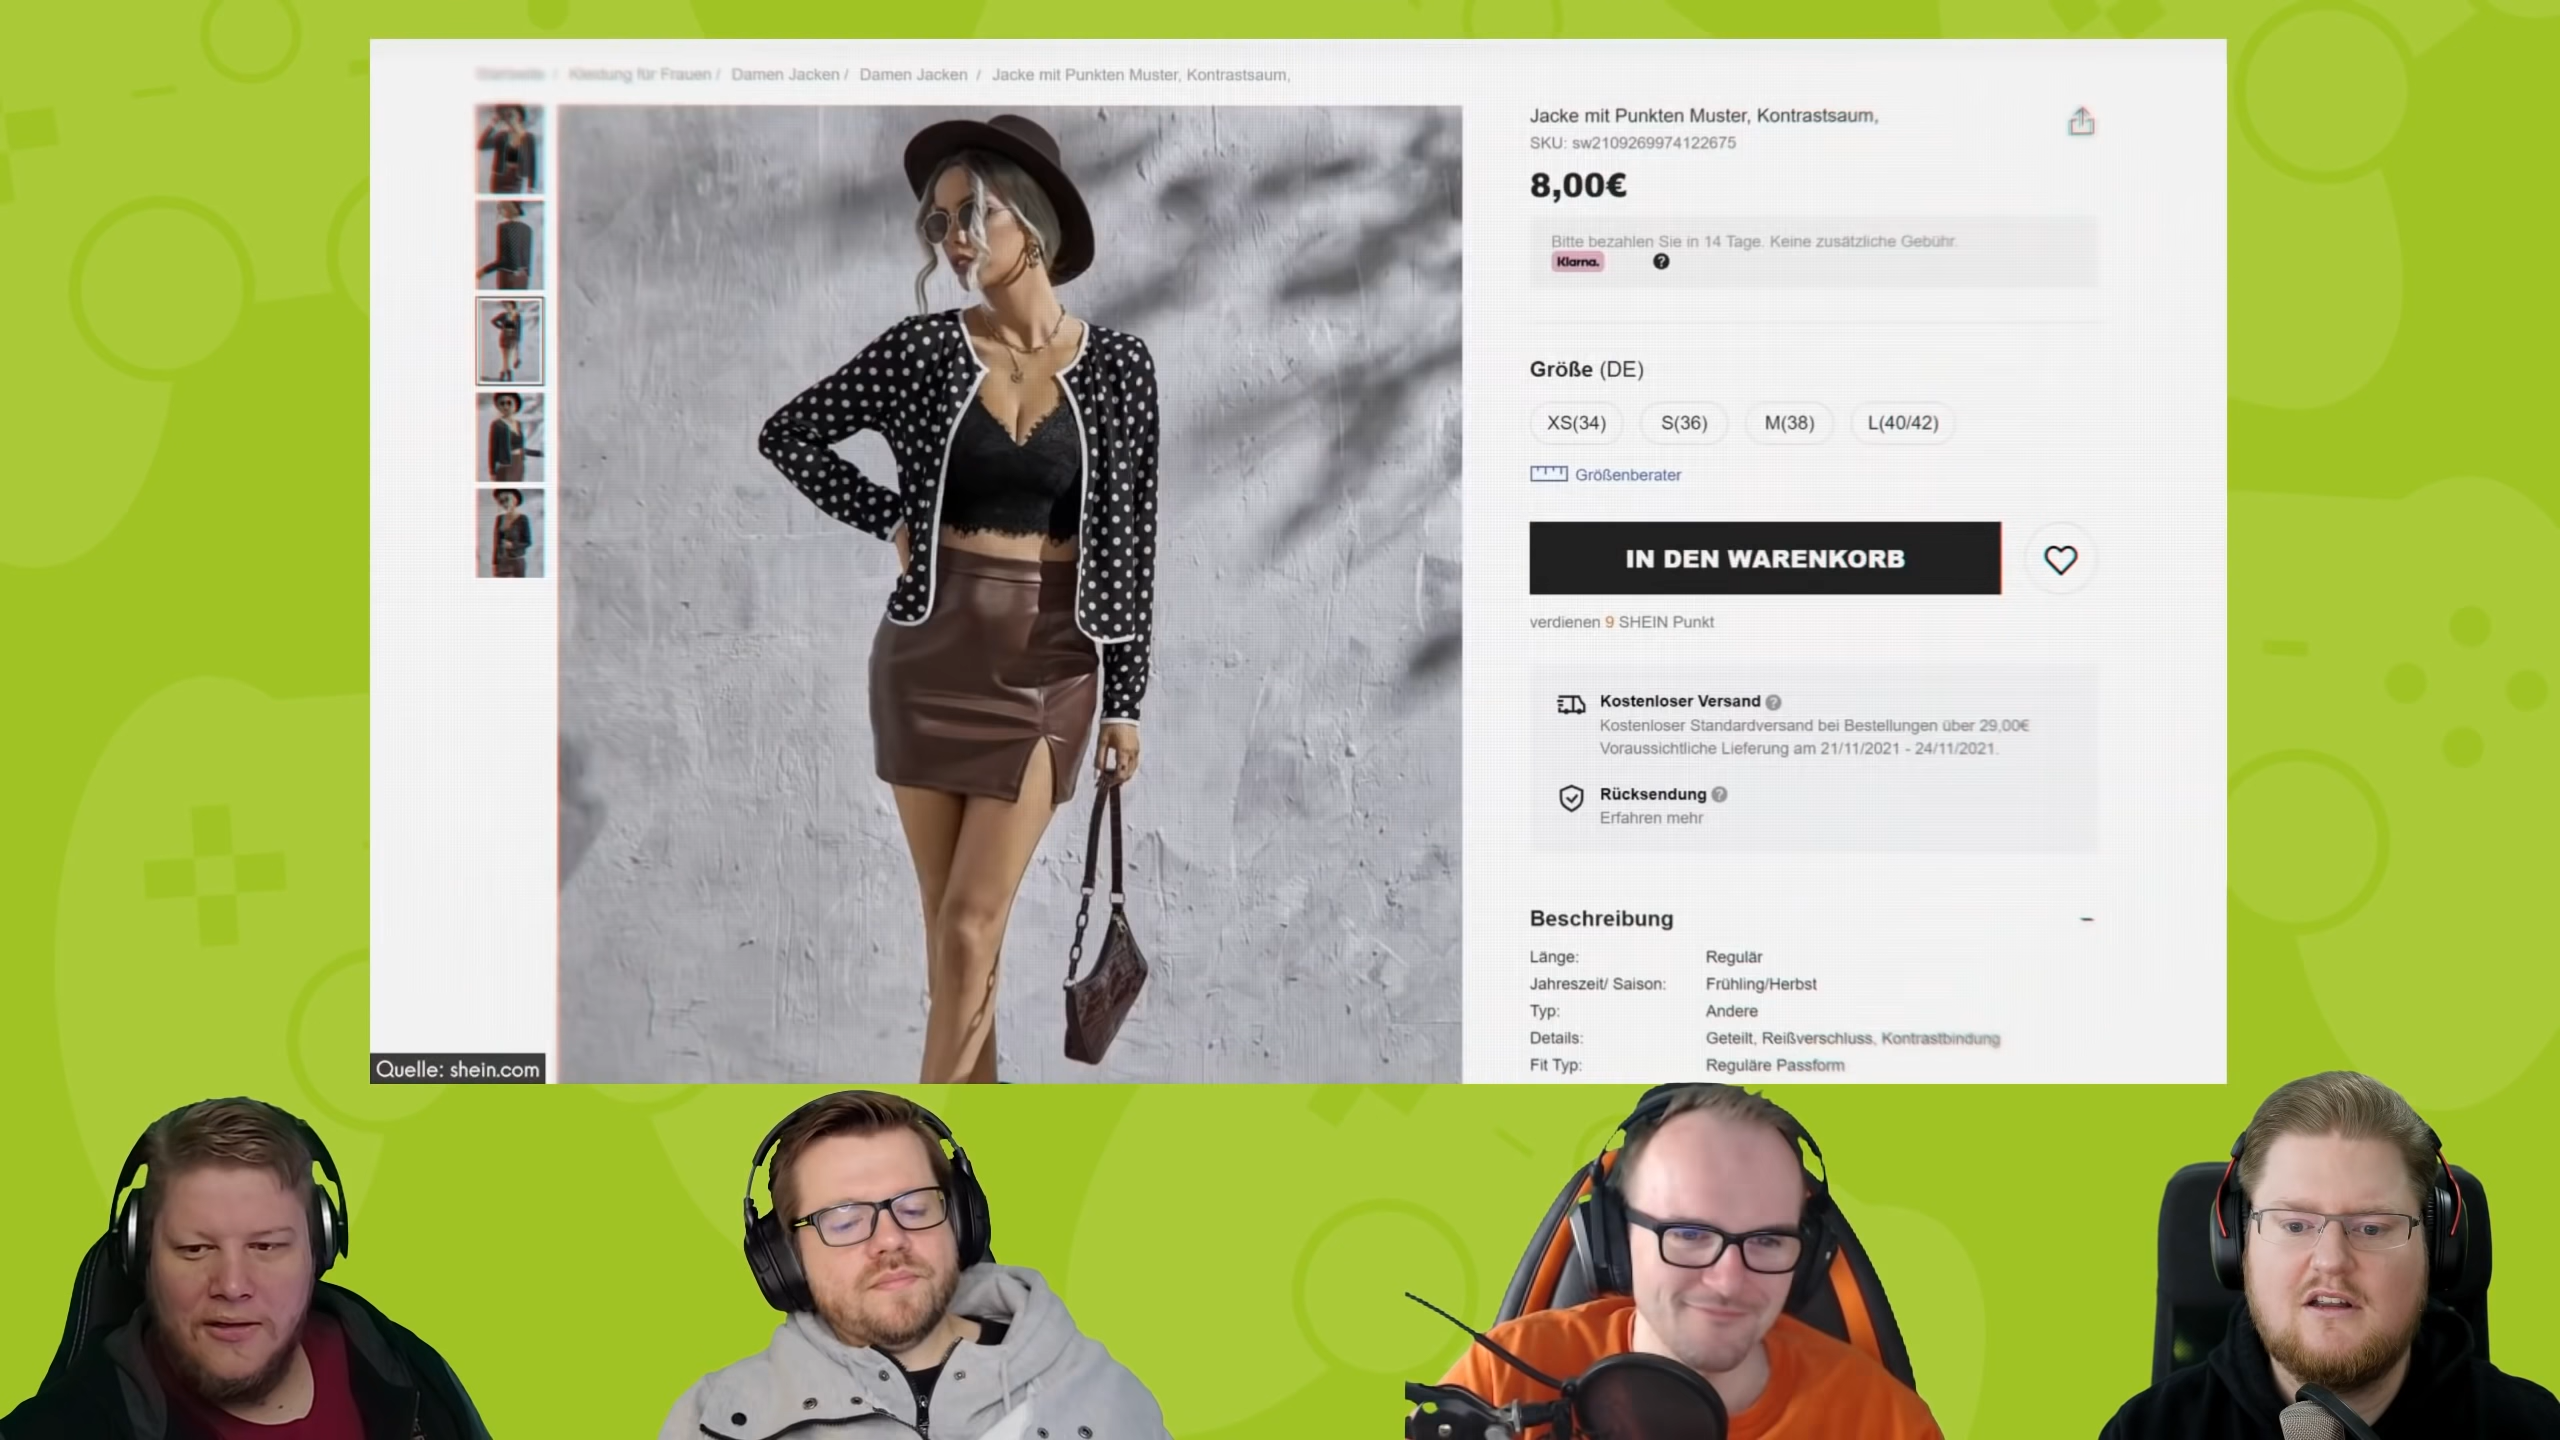 Startseite / Kleidung für Frauen / Damen Jacken / Damen Jacken / Jacke mit Punkten Muster, Kontrastsaum,
Jacke mit Punkten Muster, Kontrastsaum,
SKU: sw2109269974122675
8,00€
Bitte bezahlen Sie in 14 Tage. Keine zusätzliche Gebühr.
Klarna. ?
Größe (DE)
XS(34) S(36) M(38) L(40/42)
Größenberater
IN DEN WARENKORB
verdienen 9 SHEIN Punkt
Kostenloser Versand ?
Kostenloser Standardversand bei Bestellungen über 29,00€
Voraussichtliche Lieferung am 21/11/2021 - 24/11/2021.
Rücksendung ?
Erfahren mehr
Beschreibung –
Länge: Regulär
Jahreszeit/ Saison: Frühling/Herbst
Typ: Andere
Details: Geteilt, Reißverschluss, Kontrastbindung
Fit Typ: Reguläre Passform
Quelle: shein.com